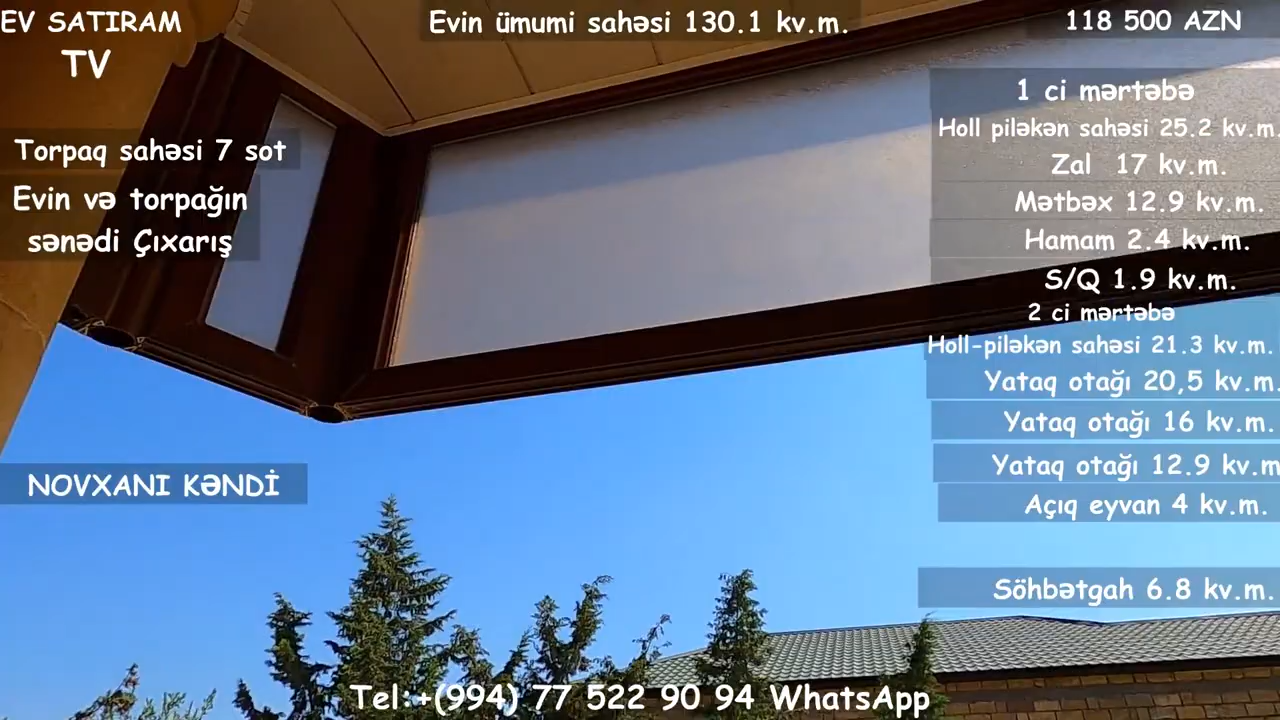 EV SATIRAM
TV
Evin ümumi sahəsi 130.1 kv.m.
118 500 AZN
Torpaq sahəsi 7 sot
Evin və torpağın
sənədi Çıxarış
NOVXANI KƏNDİ
1 ci mərtəbə
Holl piləkən sahəsi 25.2 kv.m.
Zal 17 kv.m.
Mətbəx 12.9 kv.m.
Hamam 2.4 kv.m.
S/Q 1.9 kv.m.
2 ci mərtəbə
Holl-piləkən sahəsi 21.3 kv.m.
Yataq otağı 20,5 kv.m.
Yataq otağı 16 kv.m.
Yataq otağı 12.9 kv.m
Açıq eyvan 4 kv.m.
Söhbətgah 6.8 kv.m.
Tel:+(994) 77 522 90 94 WhatsApp